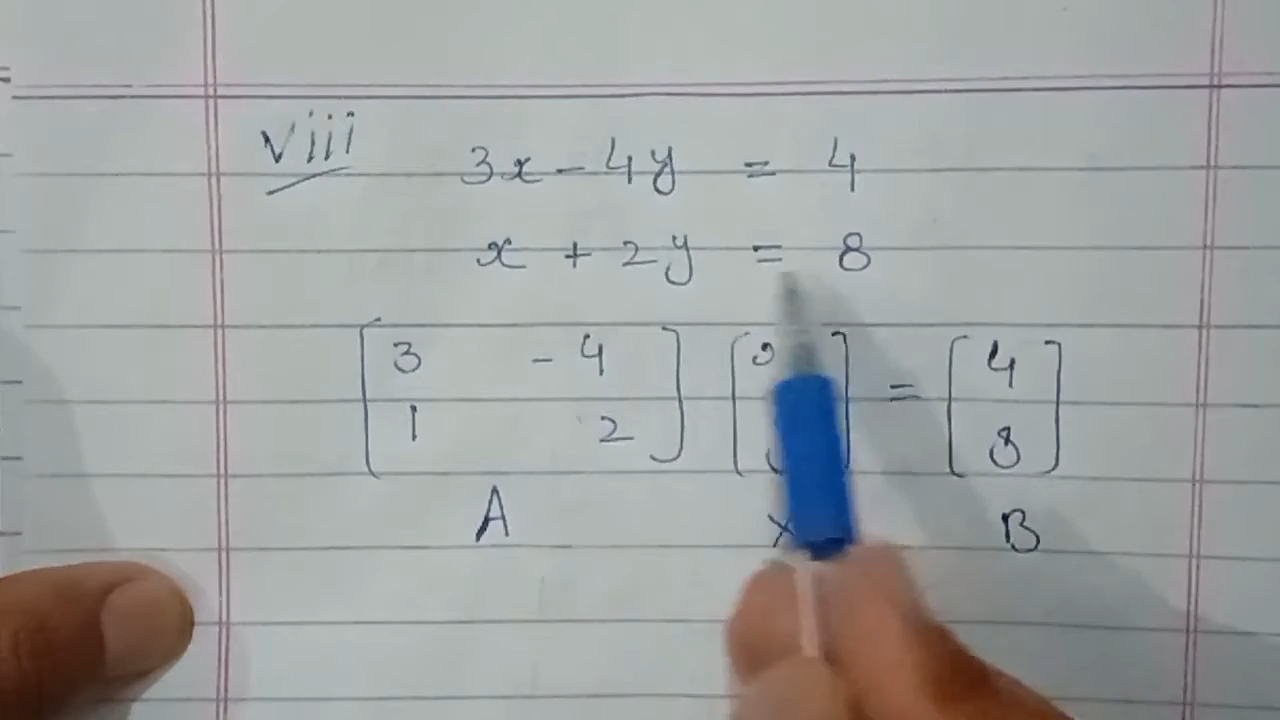 viii 3x - 4y = 4
x + 2y = 8
[ 3 - 4 ] [ ] = [ 4 ]
[ 1 2 ] [ ] [ 8 ]
A X B